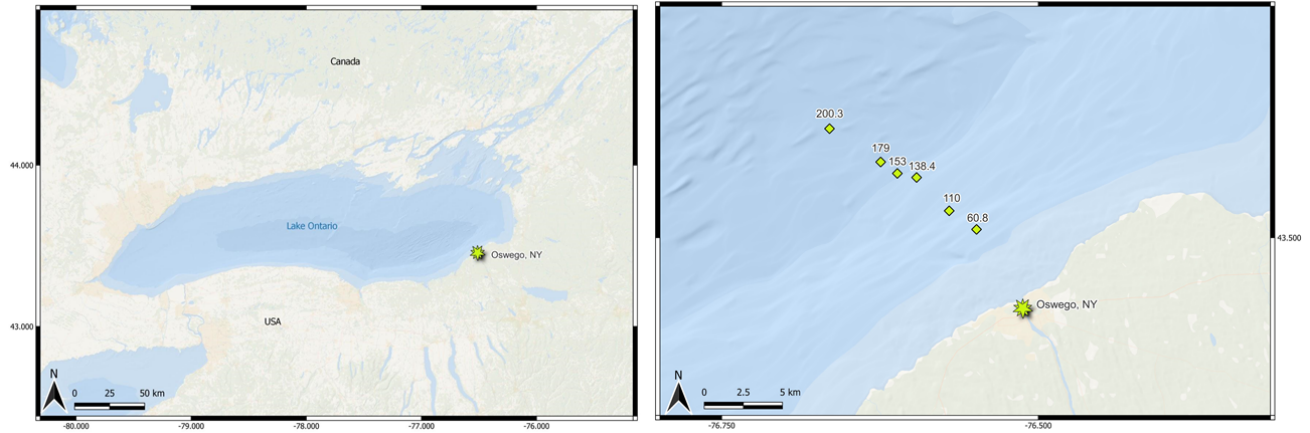 Canada
44.000
Lake Ontario
Oswego, NY
43.000
USA
N
0 25 50 km
-80.000 -79.000 -78.000 -77.000 -76.000
200.3
179
153
138.4
110
60.8
43.500
Oswego, NY
N
0 2.5 5 km
-76.750 -76.500